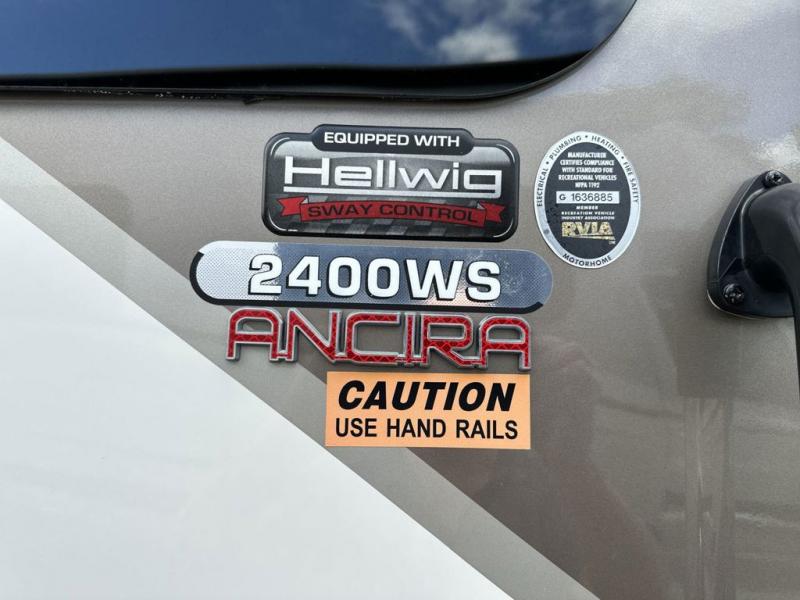 EQUIPPED WITH
Hellwig
SWAY CONTROL
ELECTRICAL • PLUMBING • HEATING • FIRE SAFETY
MANUFACTURER
CERTIFIES COMPLIANCE
WITH STANDARD FOR
RECREATIONAL VEHICLES
NFPA 1192
G 1636885
MEMBER
RECREATION VEHICLE
INDUSTRY ASSOCIATION
RVIA
MOTORHOME
2400WS
ANCIRA
CAUTION
USE HAND RAILS